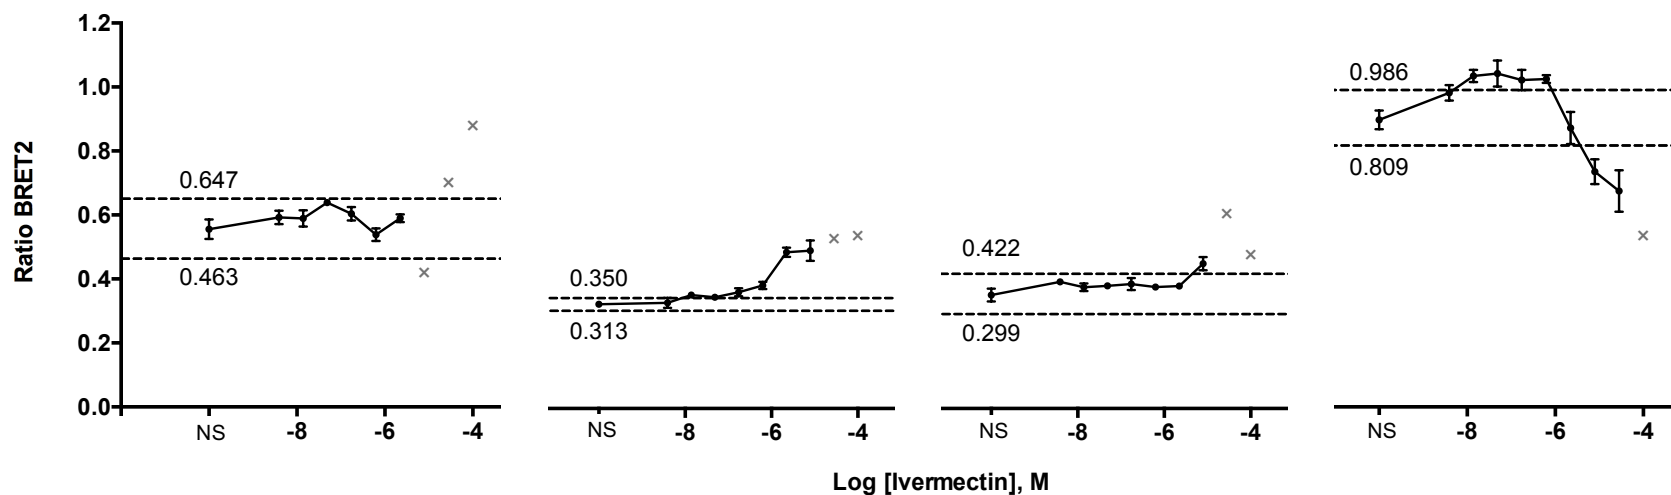 Ratio BRET2
1.2
1.0
0.8
0.6
0.4
0.2
0.0
0.647
0.463
NS -8 -6 -4
0.350
0.313
NS -8 -6 -4
0.422
0.299
NS -8 -6 -4
0.986
0.809
NS -8 -6 -4
Log [Ivermectin], M